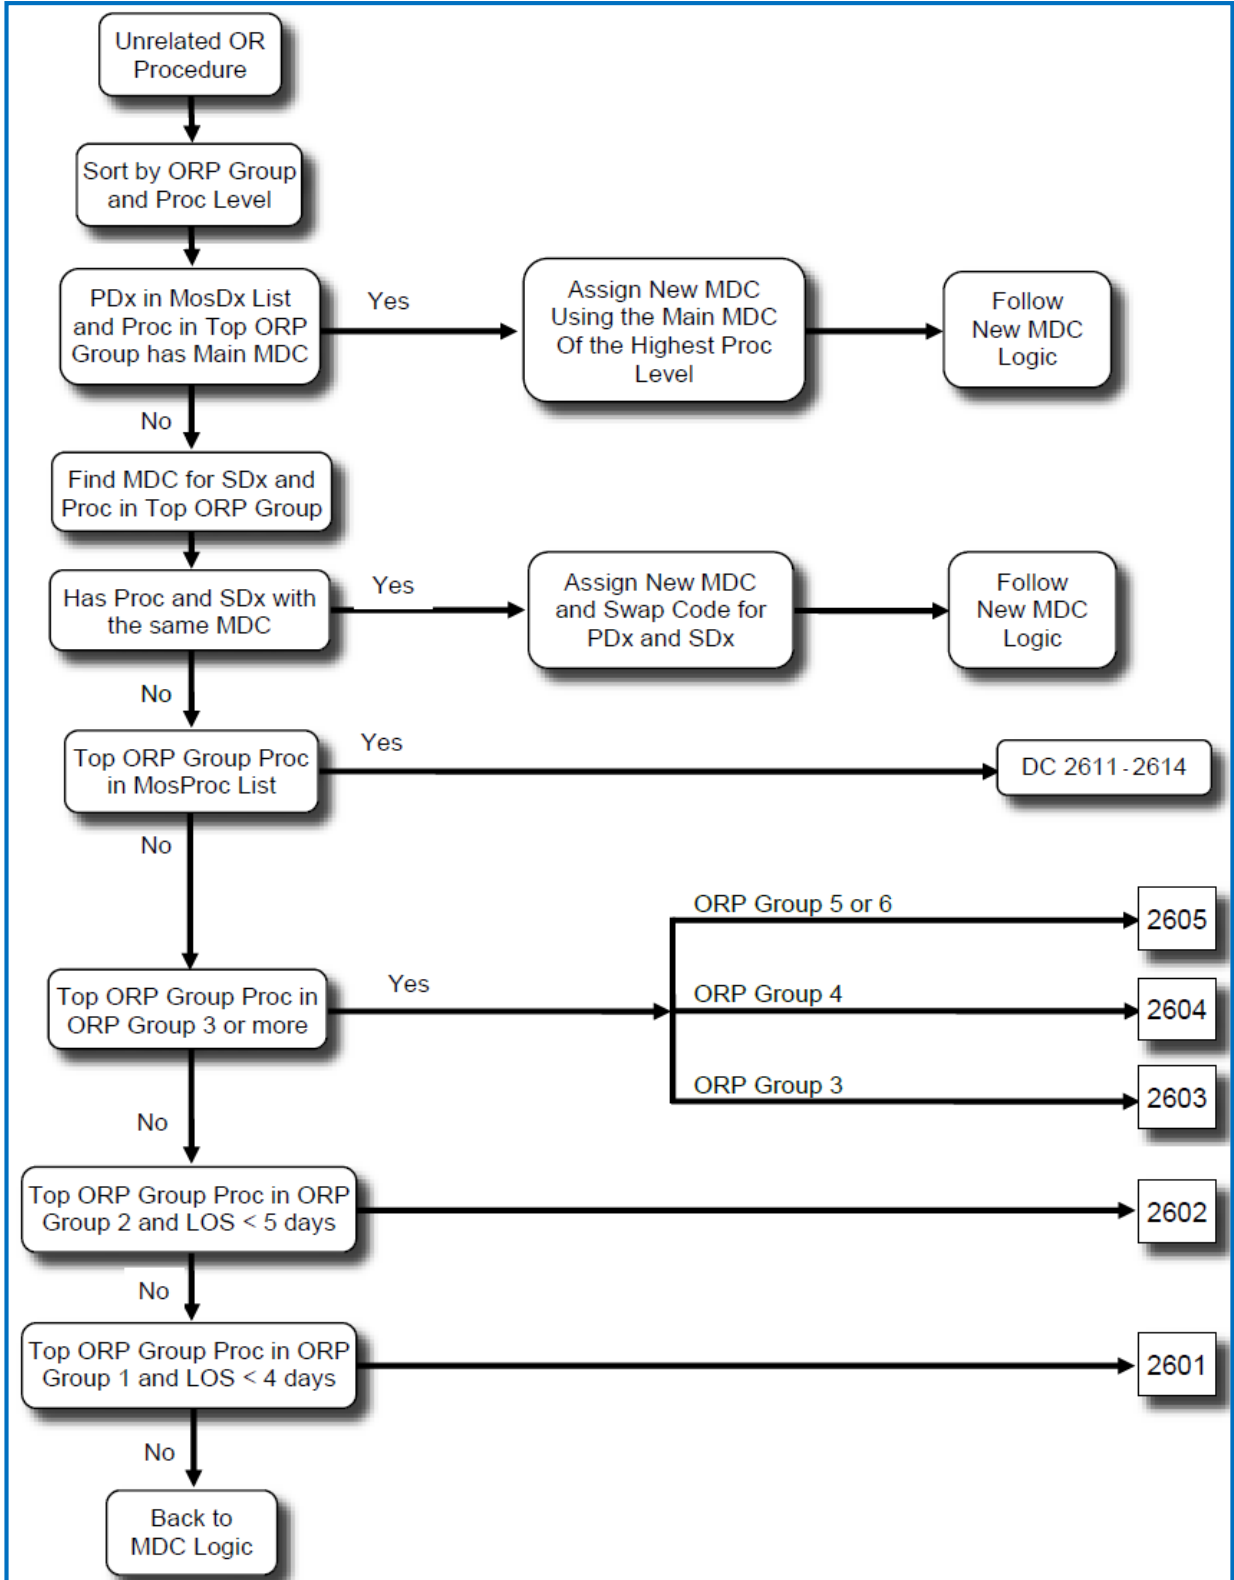 Unrelated OR
Procedure
Sort by ORP Group
and Proc Level
PDx in MosDx List
and Proc in Top ORP
Group has Main MDC
Yes
Assign New MDC
Using the Main MDC
Of the Highest Proc
Level
Follow
New MDC
Logic
No
Find MDC for SDx and
Proc in Top ORP Group
Has Proc and SDx with
the same MDC
Yes
Assign New MDC
and Swap Code for
PDx and SDx
Follow
New MDC
Logic
No
Top ORP Group Proc
in MosProc List
Yes
DC 2611-2614
No
Top ORP Group Proc in
ORP Group 3 or more
Yes
ORP Group 5 or 6
2605
ORP Group 4
2604
ORP Group 3
2603
No
Top ORP Group Proc in ORP
Group 2 and LOS < 5 days
2602
No
Top ORP Group Proc in ORP
Group 1 and LOS < 4 days
2601
No
Back to
MDC Logic